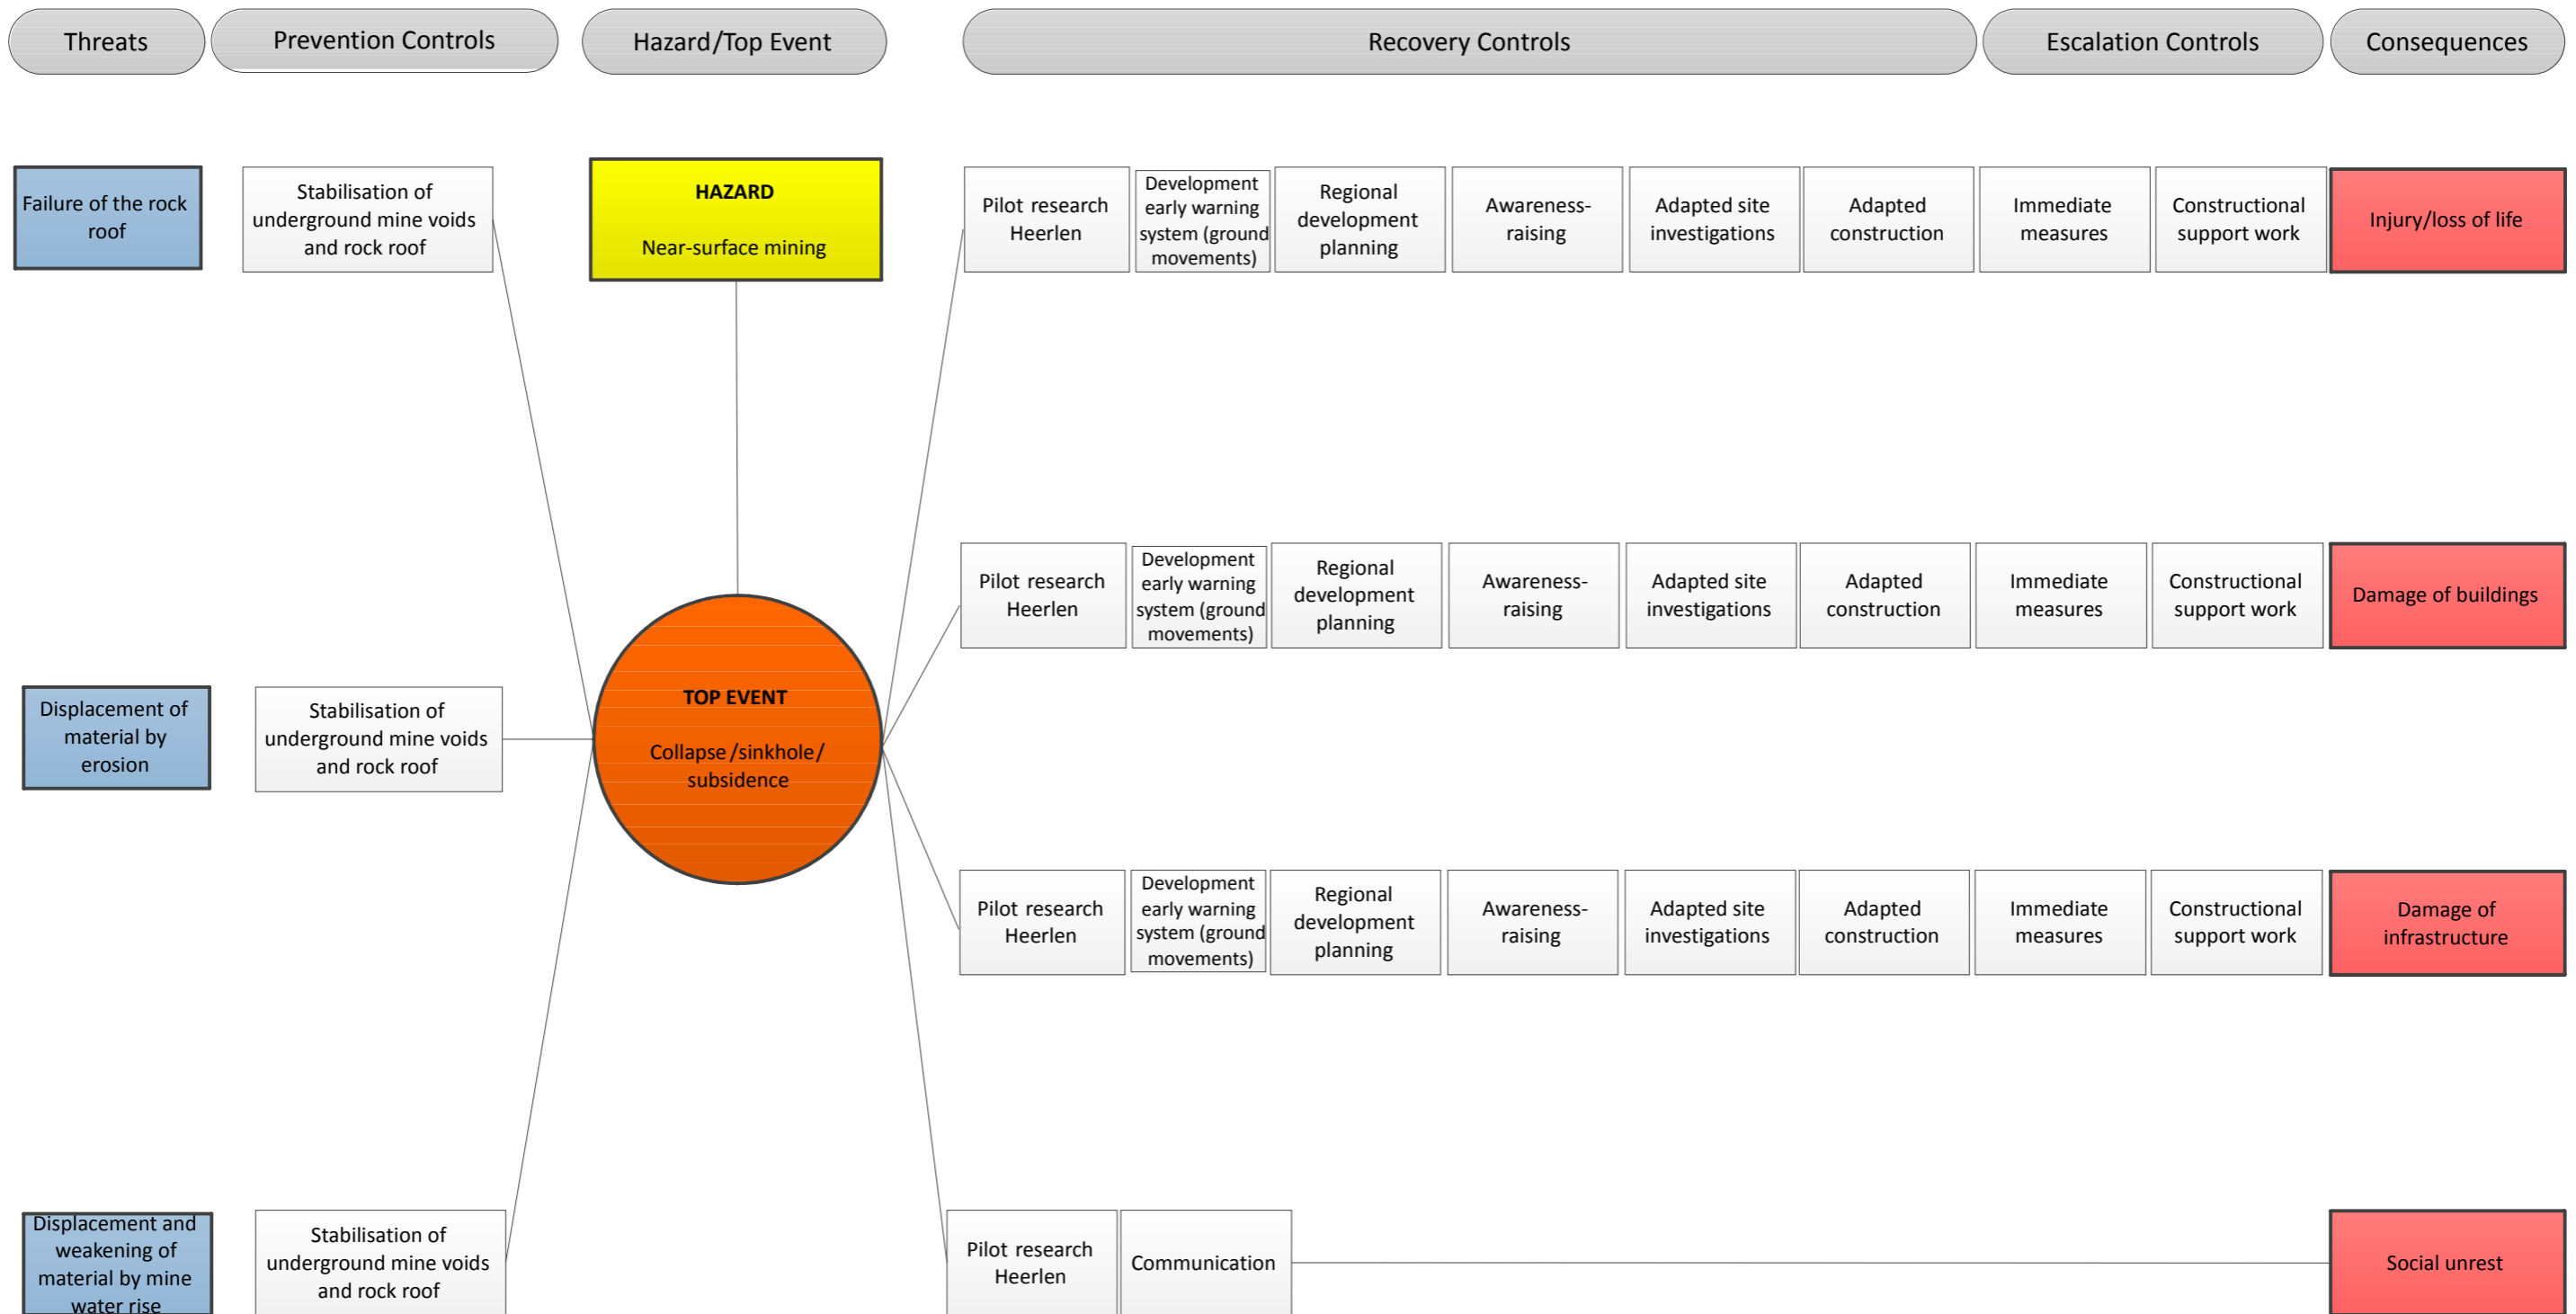 Threats
Prevention Controls
Hazard/Top Event
Recovery Controls
Escalation Controls
Consequences
Failure of the rock
roof
Stabilisation of
underground mine voids
and rock roof
HAZARD
Near-surface mining
Pilot research
Heerlen
Development
early warning
system (ground
movements)
Regional
development
planning
Awareness-
raising
Adapted site
investigations
Adapted
construction
Immediate
measures
Constructional
support work
Injury/loss of life
Pilot research
Heerlen
Development
early warning
system (ground
movements)
Regional
development
planning
Awareness-
raising
Adapted site
investigations
Adapted
construction
Immediate
measures
Constructional
support work
Damage of buildings
Displacement of
material by
erosion
Stabilisation of
underground mine voids
and rock roof
TOP EVENT
Collapse/sinkhole/
subsidence
Pilot research
Heerlen
Development
early warning
system (ground
movements)
Regional
development
planning
Awareness-
raising
Adapted site
investigations
Adapted
construction
Immediate
measures
Constructional
support work
Damage of
infrastructure
Displacement and
weakening of
material by mine
water rise
Stabilisation of
underground mine voids
and rock roof
Pilot research
Heerlen
Communication
Social unrest